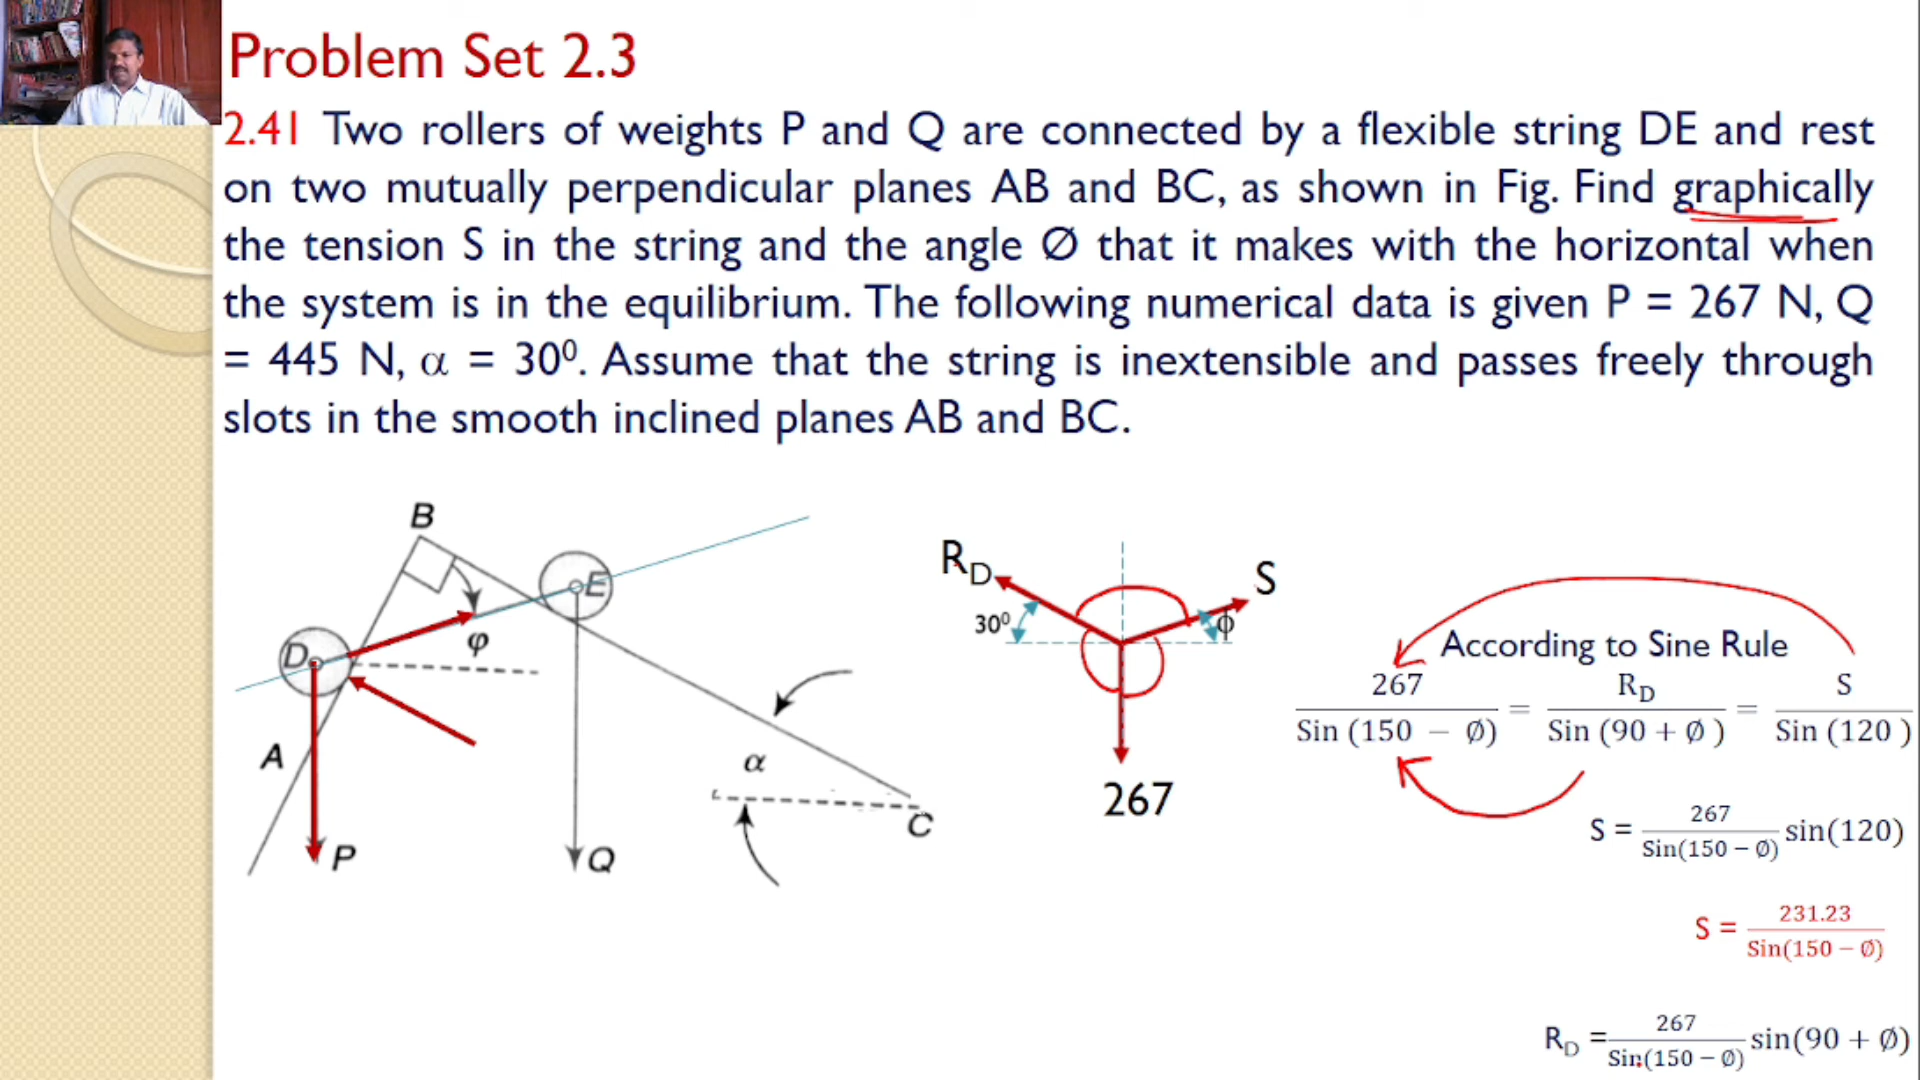 Problem Set 2.3
2.41 Two rollers of weights P and Q are connected by a flexible string DE and rest
on two mutually perpendicular planes AB and BC, as shown in Fig. Find graphically
the tension S in the string and the angle Ø that it makes with the horizontal when
the system is in the equilibrium. The following numerical data is given P = 267 N, Q
= 445 N, α = 30⁰. Assume that the string is inextensible and passes freely through
slots in the smooth inclined planes AB and BC.
B
E
D
φ
A
α
C
P
Q
R_D
S
30⁰
ϕ
267
According to Sine Rule
267 / Sin (150 − Ø) = R_D / Sin (90 + Ø ) = S / Sin (120 )
S = 267 / Sin(150 − Ø) sin(120)
S = 231.23 / Sin(150 − Ø)
R_D = 267 / Sin(150 − Ø) sin(90 + Ø)